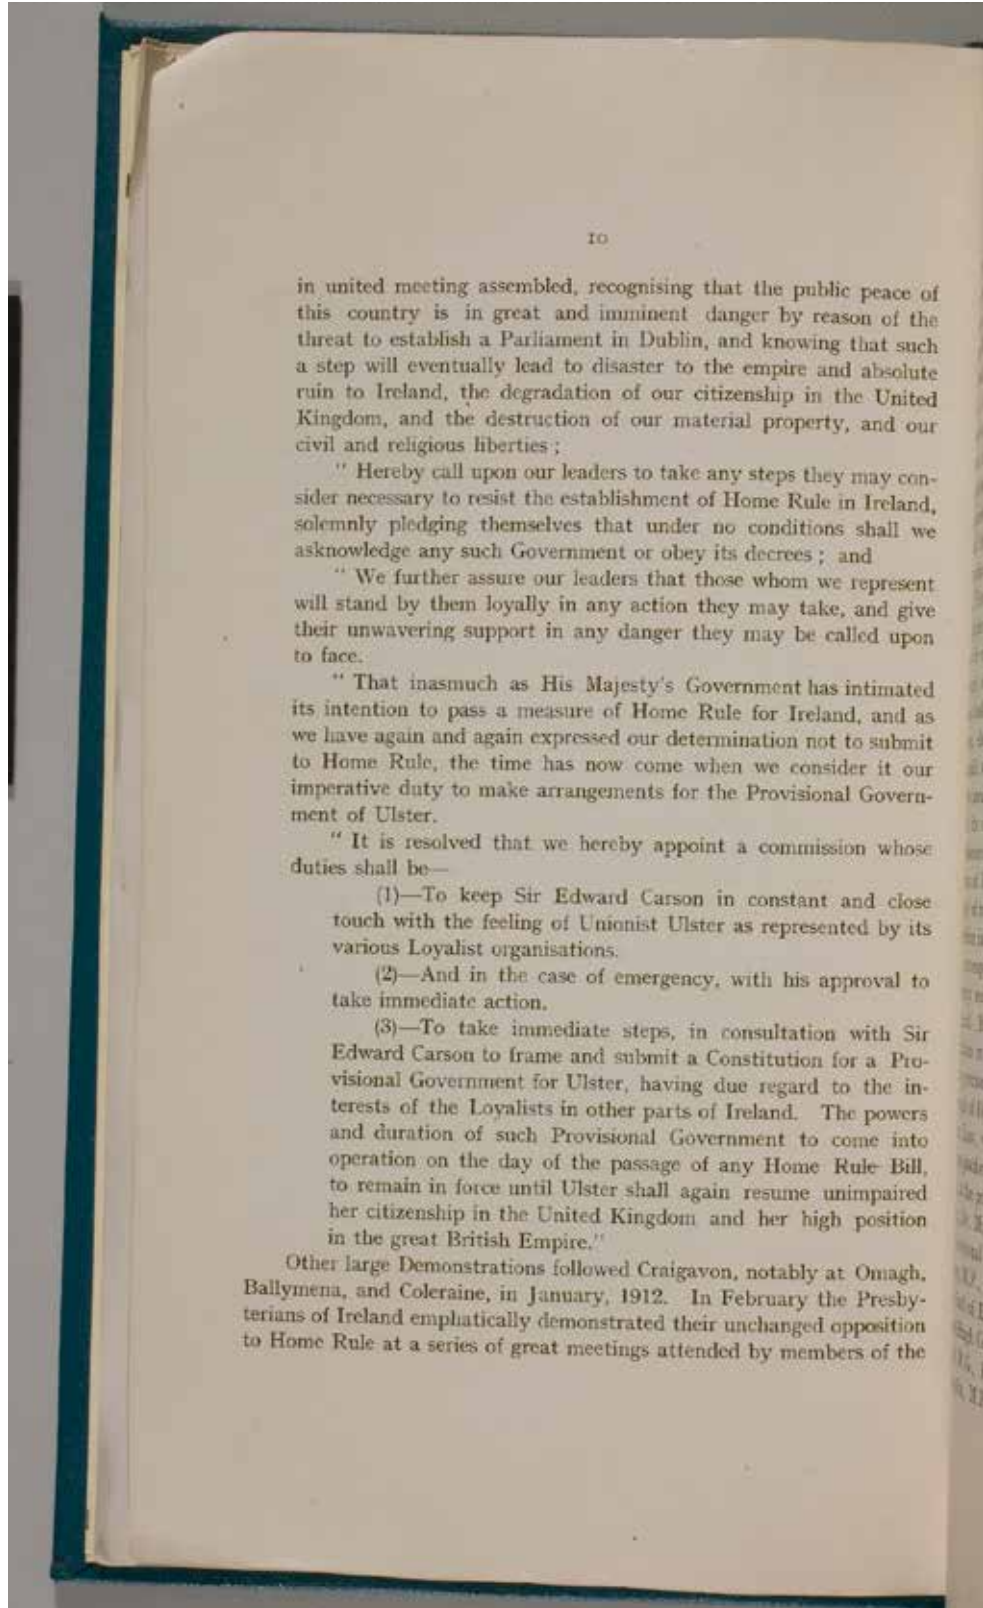 10
in united meeting assembled, recognising that the public peace of
this country is in great and imminent danger by reason of the
threat to establish a Parliament in Dublin, and knowing that such
a step will eventually lead to disaster to the empire and absolute
ruin to Ireland, the degradation of our citizenship in the United
Kingdom, and the destruction of our material property, and our
civil and religious liberties ;
" Hereby call upon our leaders to take any steps they may con-
sider necessary to resist the establishment of Home Rule in Ireland,
solemnly pledging themselves that under no conditions shall we
asknowledge any such Government or obey its decrees ; and
" We further assure our leaders that those whom we represent
will stand by them loyally in any action they may take, and give
their unwavering support in any danger they may be called upon
to face.
" That inasmuch as His Majesty's Government has intimated
its intention to pass a measure of Home Rule for Ireland, and as
we have again and again expressed our determination not to submit
to Home Rule, the time has now come when we consider it our
imperative duty to make arrangements for the Provisional Govern-
ment of Ulster.
" It is resolved that we hereby appoint a commission whose
duties shall be—
(1)—To keep Sir Edward Carson in constant and close
touch with the feeling of Unionist Ulster as represented by its
various Loyalist organisations.
(2)—And in the case of emergency, with his approval to
take immediate action.
(3)—To take immediate steps, in consultation with Sir
Edward Carson to frame and submit a Constitution for a Pro-
visional Government for Ulster, having due regard to the in-
terests of the Loyalists in other parts of Ireland. The powers
and duration of such Provisional Government to come into
operation on the day of the passage of any Home Rule Bill,
to remain in force until Ulster shall again resume unimpaired
her citizenship in the United Kingdom and her high position
in the great British Empire."
Other large Demonstrations followed Craigavon, notably at Omagh,
Ballymena, and Coleraine, in January, 1912. In February the Presby-
terians of Ireland emphatically demonstrated their unchanged opposition
to Home Rule at a series of great meetings attended by members of the